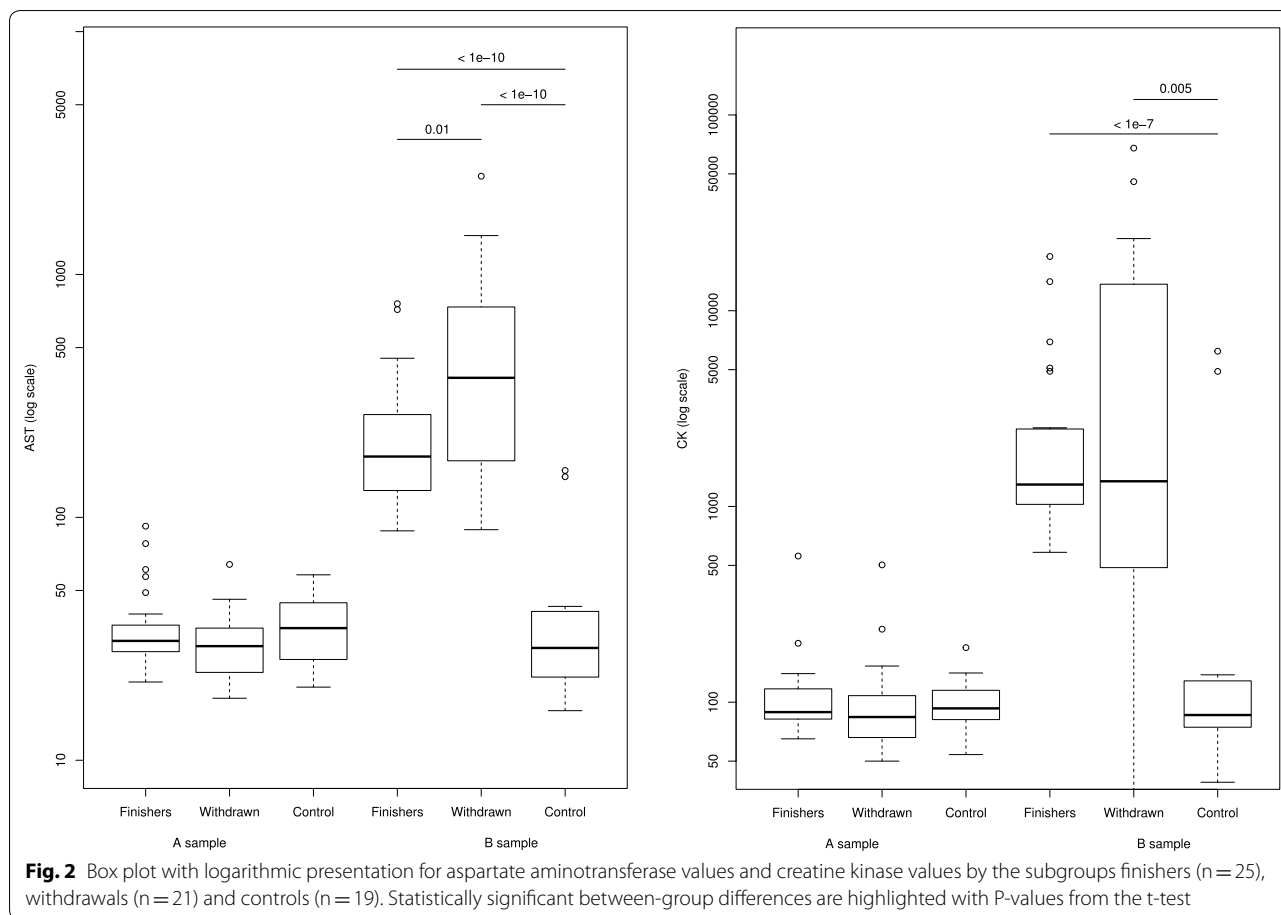 < 1e−10
< 1e−10
0.01
5000
1000
500
100
50
10
AST (log scale)
Finishers Withdrawn Control Finishers Withdrawn Control
A sample B sample
0.005
< 1e−7
100000
50000
10000
5000
1000
500
100
50
CK (log scale)
Finishers Withdrawn Control Finishers Withdrawn Control
A sample B sample
Fig. 2 Box plot with logarithmic presentation for aspartate aminotransferase values and creatine kinase values by the subgroups finishers (n = 25),
withdrawals (n = 21) and controls (n = 19). Statistically significant between-group differences are highlighted with P-values from the t-test